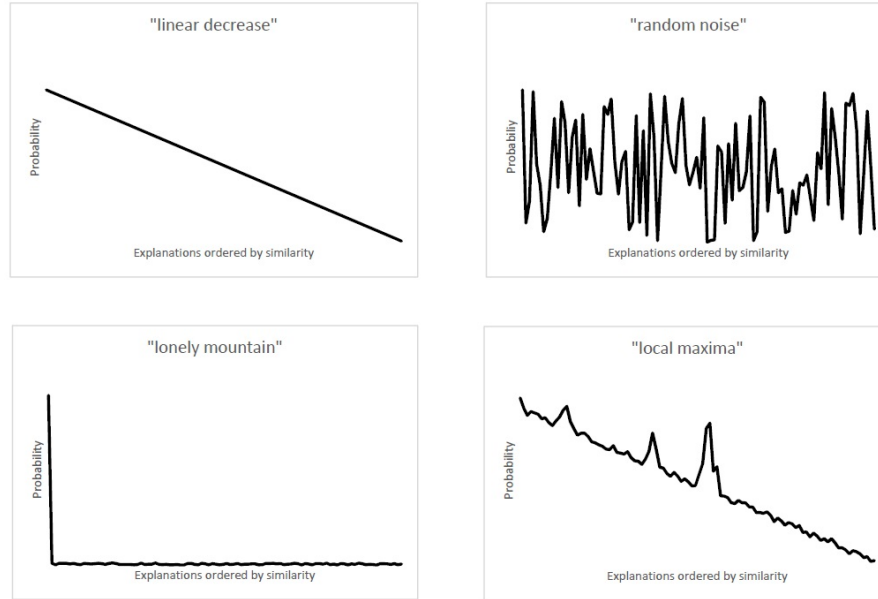 "linear decrease"
Probability
Explanations ordered by similarity
"random noise"
Probability
Explanations ordered by similarity
"lonely mountain"
Probability
Explanations ordered by similarity
"local maxima"
Probability
Explanations ordered by similarity